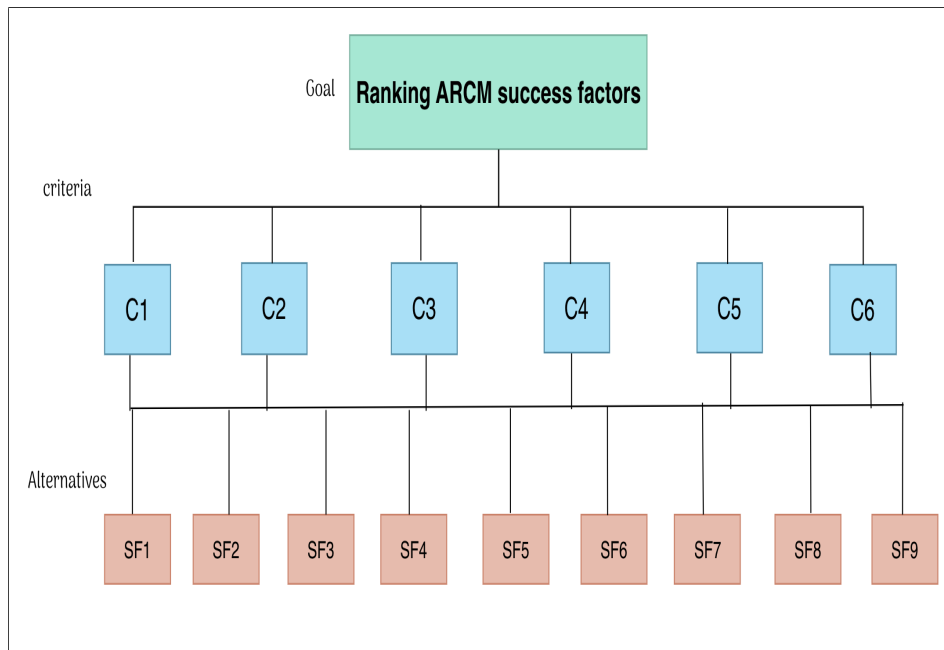 Goal
Ranking ARCM success factors
criteria
C1
C2
C3
C4
C5
C6
Alternatives
SF1
SF2
SF3
SF4
SF5
SF6
SF7
SF8
SF9